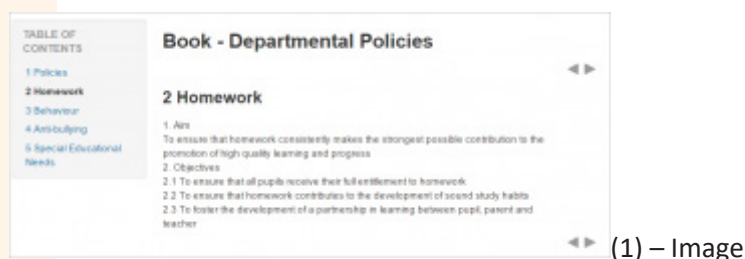 TABLE OF
CONTENTS
1 Policies
2 Homework
3 Behaviour
4 Anti-bullying
5 Special Educational
Needs
Book - Departmental Policies
2 Homework
1. Aim
To ensure that homework consistently makes the strongest possible contribution to the
promotion of high quality learning and progress
2. Objectives
2.1 To ensure that all pupils receive their full entitlement to homework
2.2 To ensure that homework contributes to the development of sound study habits
2.3 To foster the development of a partnership in learning between pupil, parent and
teacher
(1) – Image